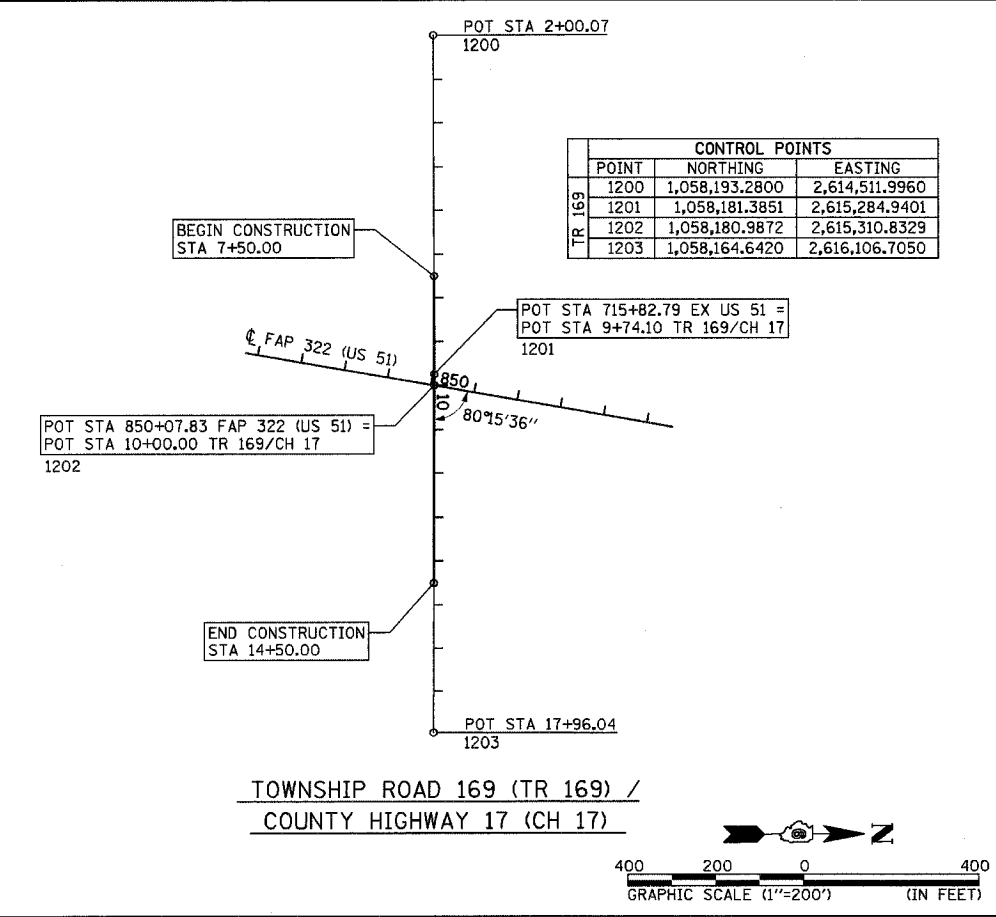 POT STA 2+00.07
1200
CONTROL POINTS
POINT NORTHING EASTING
TR 169
1200 1,058,193.2800 2,614,511.9960
1201 1,058,181.3851 2,615,284.9401
1202 1,058,180.9872 2,615,310.8329
1203 1,058,164.6420 2,616,106.7050
BEGIN CONSTRUCTION
STA 7+50.00
POT STA 715+82.79 EX US 51 =
POT STA 9+74.10 TR 169/CH 17
1201
℄ FAP 322 (US 51)
850
10
80°15'36''
POT STA 850+07.83 FAP 322 (US 51) =
POT STA 10+00.00 TR 169/CH 17
1202
END CONSTRUCTION
STA 14+50.00
POT STA 17+96.04
1203
TOWNSHIP ROAD 169 (TR 169) /
COUNTY HIGHWAY 17 (CH 17)
N
400 200 0 400
GRAPHIC SCALE (1''=200') (IN FEET)